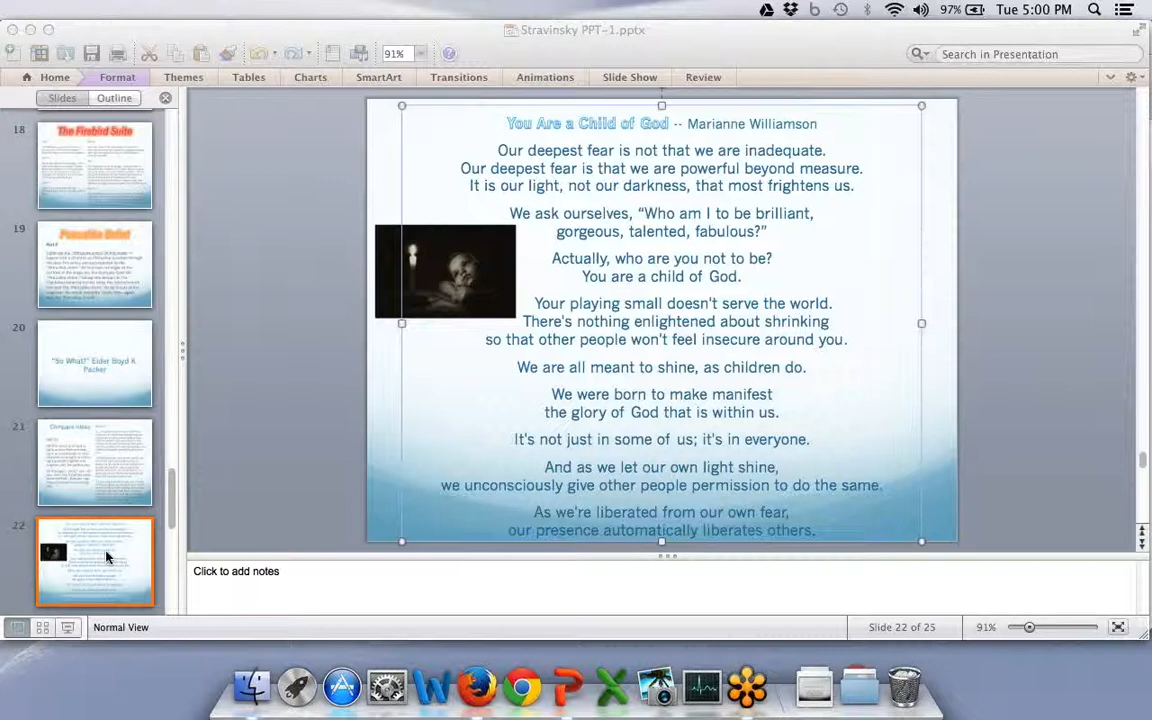 97% Tue 5:00 PM
Stravinsky PPT-1.pptx
91%
Search in Presentation
Home Format Themes Tables Charts SmartArt Transitions Animations Slide Show Review
Slides Outline
18
The Firebird Suite
19
Pulcinella Ballet
20
"So What?" Elder Boyd K
Packer
21
22
You Are a Child of God -- Marianne Williamson
Our deepest fear is not that we are inadequate.
Our deepest fear is that we are powerful beyond measure.
It is our light, not our darkness, that most frightens us.
We ask ourselves, “Who am I to be brilliant,
gorgeous, talented, fabulous?”
Actually, who are you not to be?
You are a child of God.
Your playing small doesn't serve the world.
There's nothing enlightened about shrinking
so that other people won't feel insecure around you.
We are all meant to shine, as children do.
We were born to make manifest
the glory of God that is within us.
It's not just in some of us; it's in everyone.
And as we let our own light shine,
we unconsciously give other people permission to do the same.
As we're liberated from our own fear,
our presence automatically liberates others.
Click to add notes
Normal View
Slide 22 of 25
91%